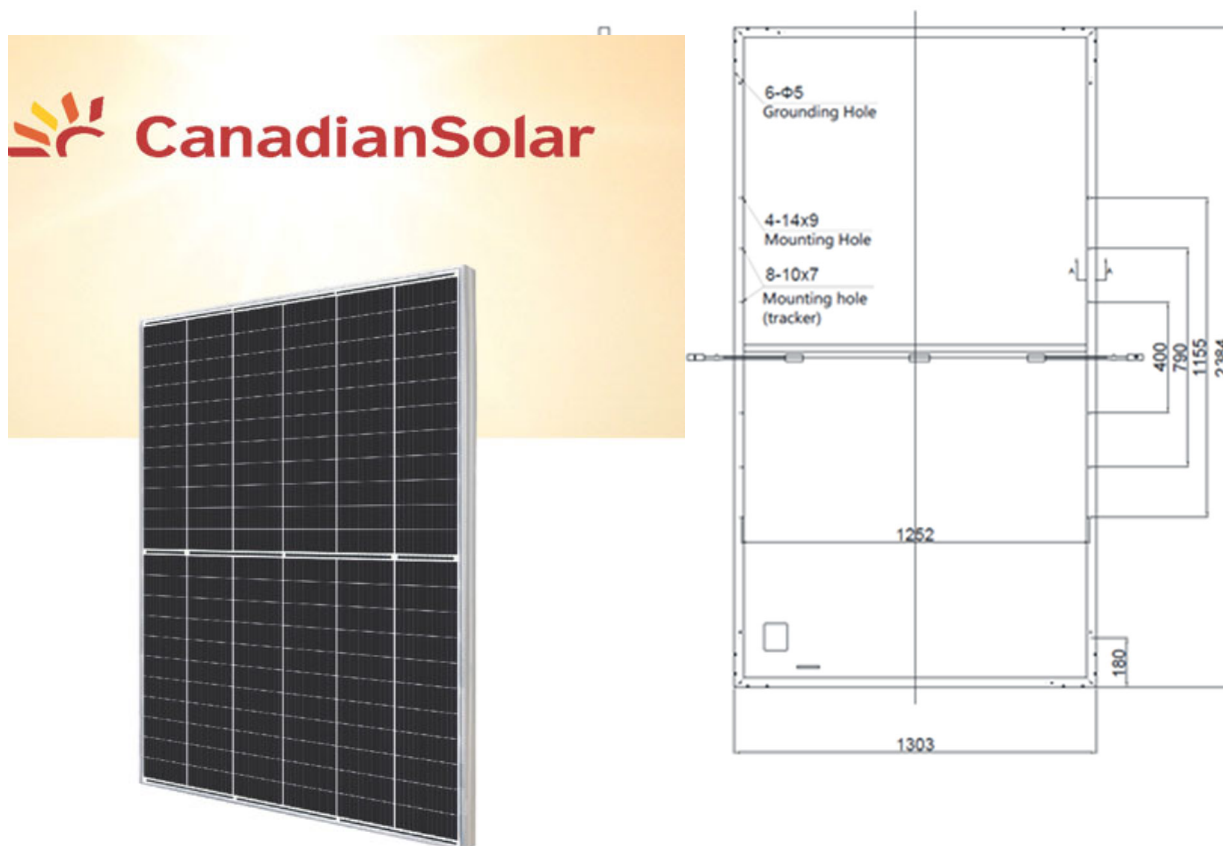 CanadianSolar
6-Φ5
Grounding Hole
4-14x9
Mounting Hole
8-10x7
Mounting hole
(tracker)
A
A
400
790
1155
1252
180
1303